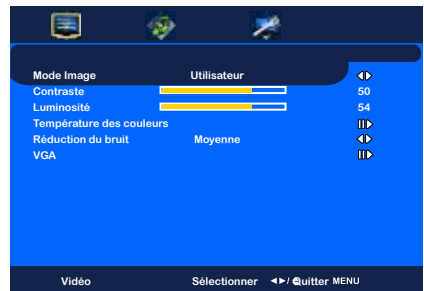 Mode Image Utilisateur
Contraste 50
Luminosité 54
Température des couleurs
Réduction du bruit Moyenne
VGA
Vidéo Sélectionner ◄►/ Quitter MENU